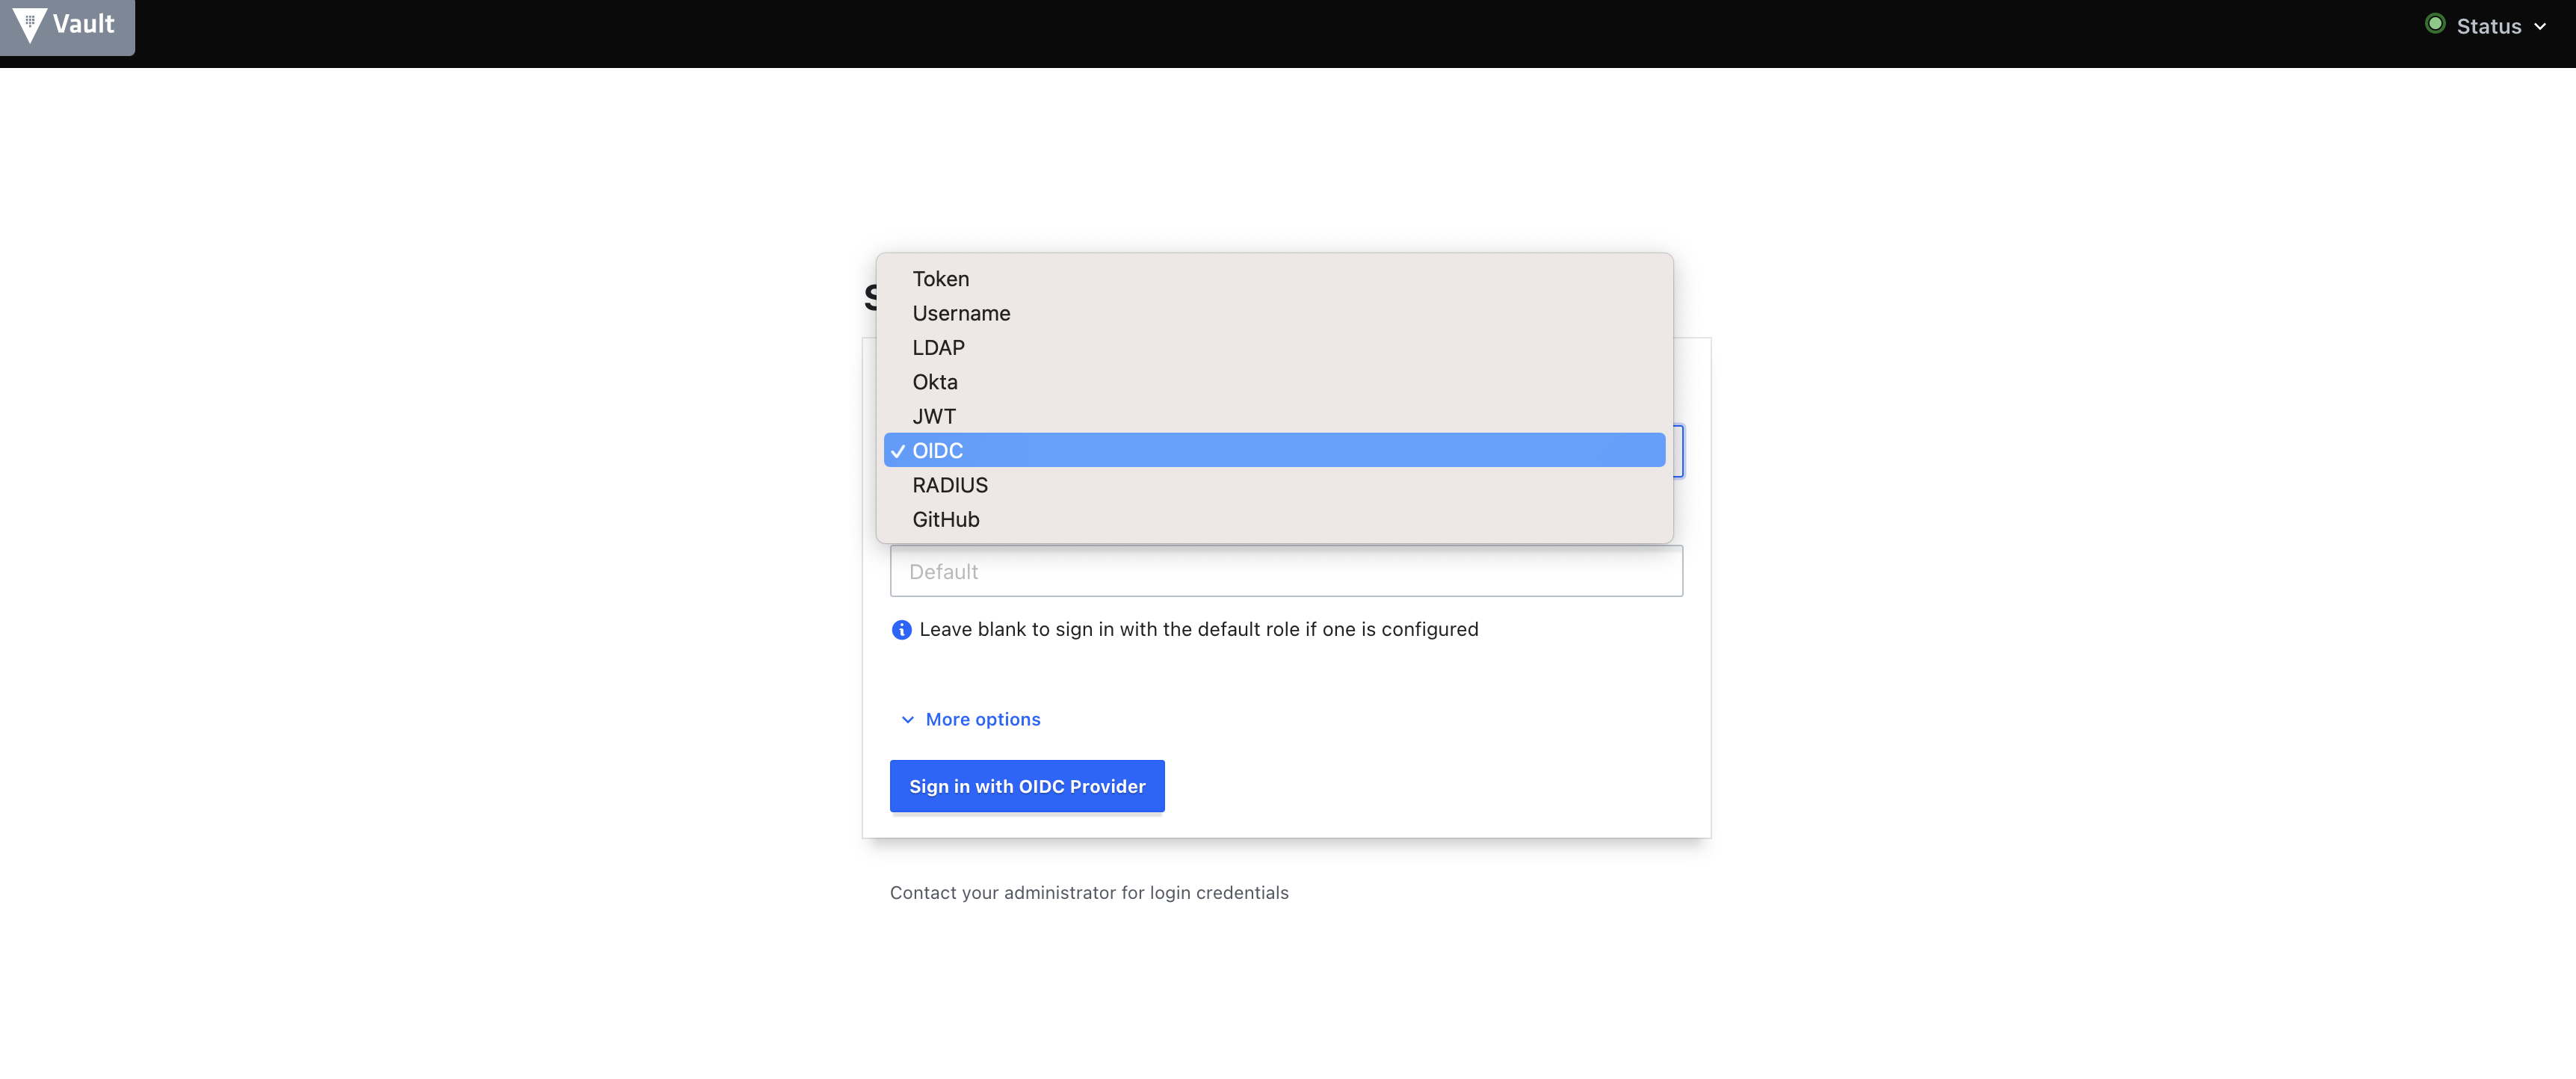 Vault
Status
Token
Username
LDAP
Okta
JWT
OIDC
RADIUS
GitHub
Default
Leave blank to sign in with the default role if one is configured
More options
Sign in with OIDC Provider
Contact your administrator for login credentials